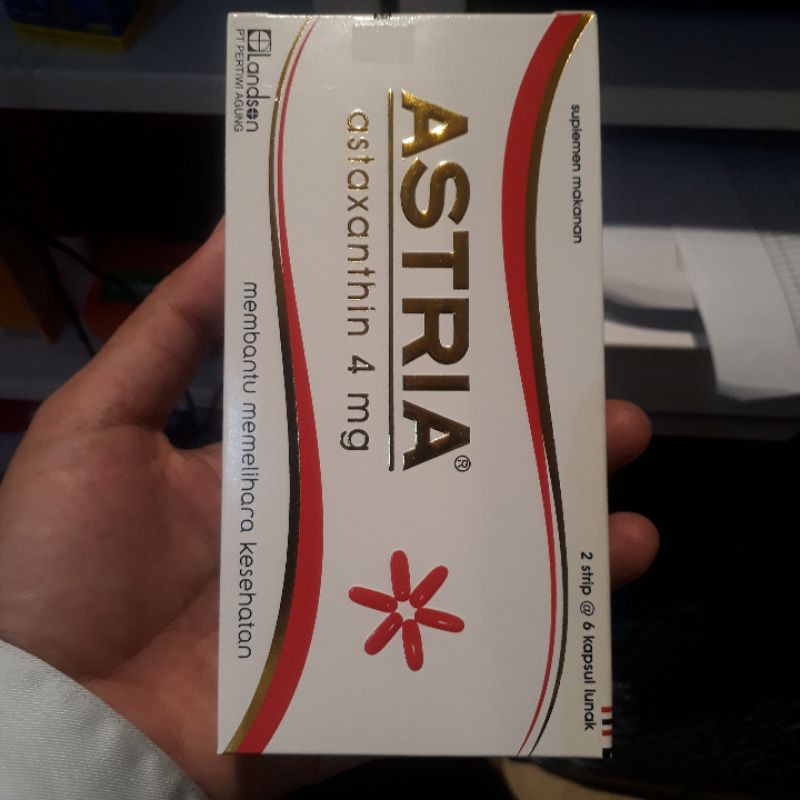 suplemen makanan
ASTRIA®
astaxanthin 4 mg
2 strip @ 6 kapsul lunak
Landson
PT PERTIWI AGUNG
membantu memelihara kesehatan